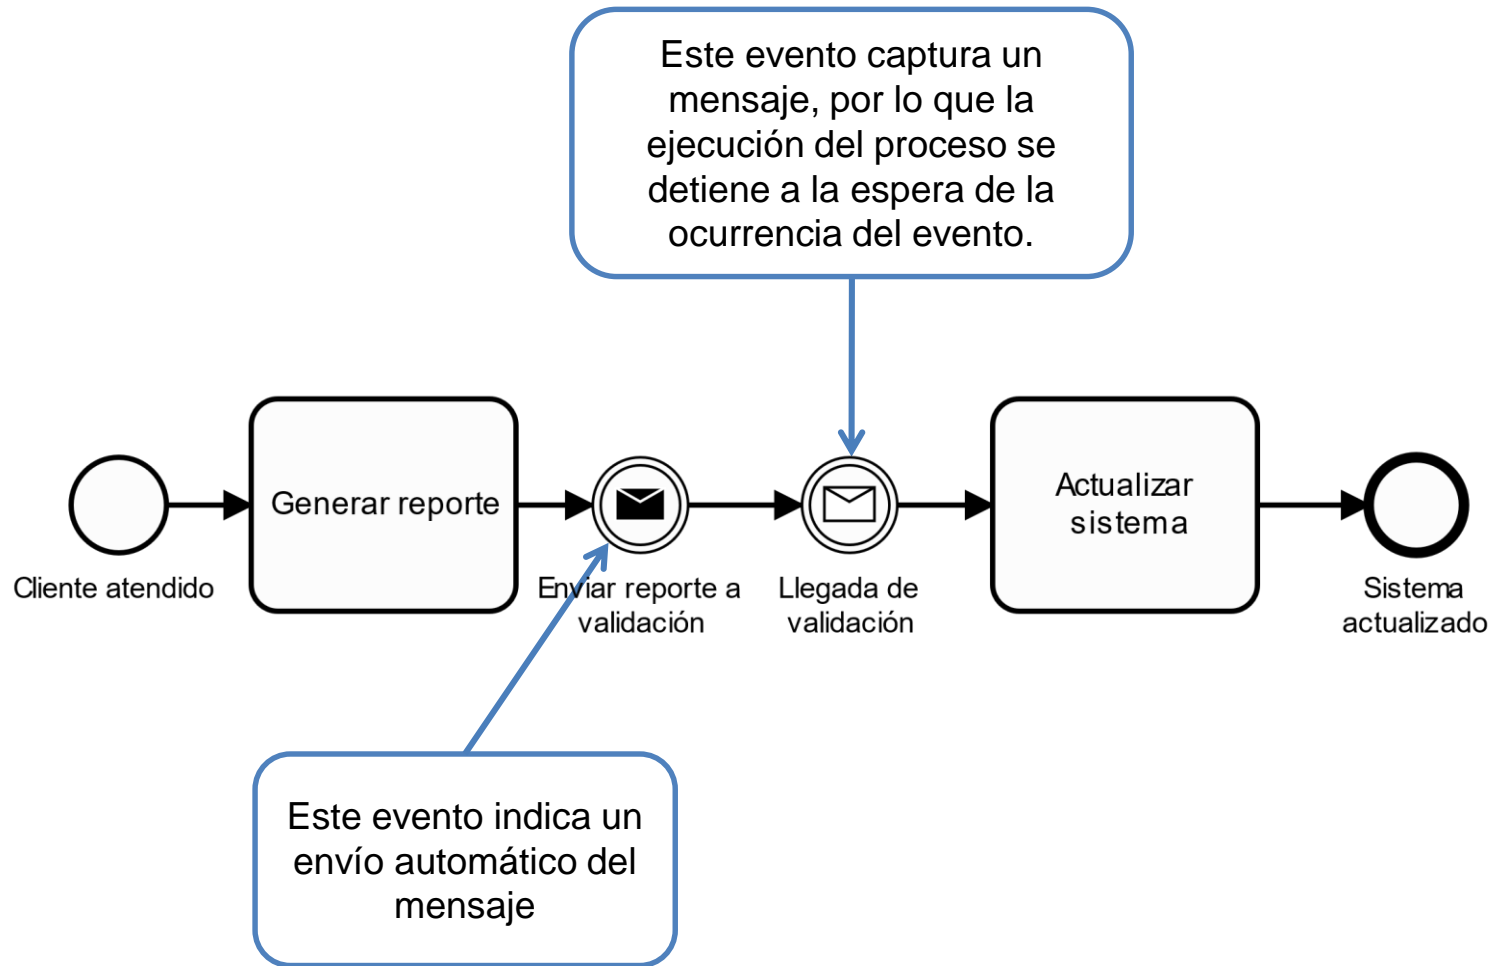 Este evento captura un
mensaje, por lo que la
ejecución del proceso se
detiene a la espera de la
ocurrencia del evento.
Generar reporte
Actualizar
sistema
Cliente atendido
Enviar reporte a
validación
Llegada de
validación
Sistema
actualizado
Este evento indica un
envío automático del
mensaje